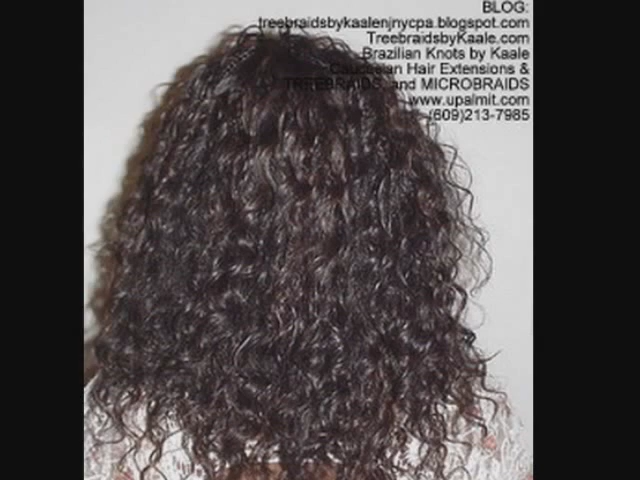 BLOG:
treebraidsbykaalenjnycpa.blogspot.com
TreebraidsbyKaale.com
Brazilian Knots by Kaale
Caucasian Hair Extensions &
TREEBRAIDS and MICROBRAIDS
www.upalmit.com
(609)213-7985